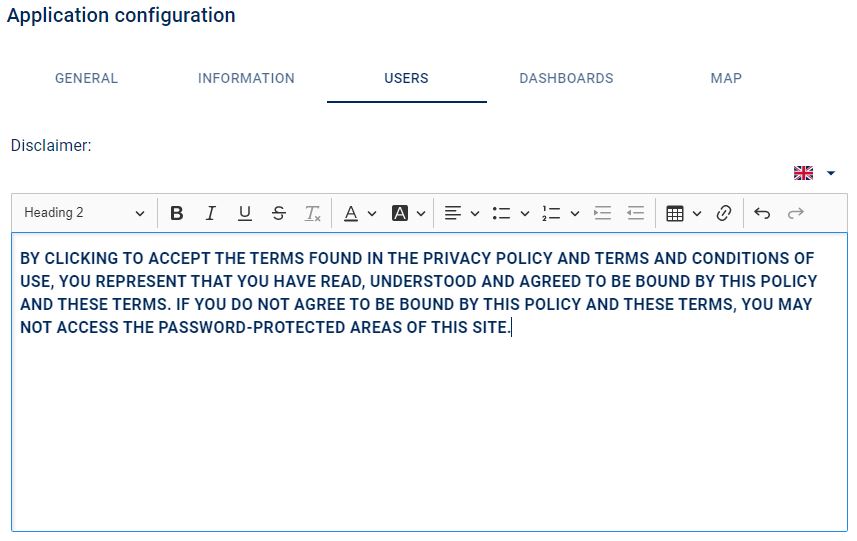 Application configuration
GENERAL INFORMATION USERS DASHBOARDS MAP
Disclaimer:
Heading 2 B I U S Tx A A
BY CLICKING TO ACCEPT THE TERMS FOUND IN THE PRIVACY POLICY AND TERMS AND CONDITIONS OF
USE, YOU REPRESENT THAT YOU HAVE READ, UNDERSTOOD AND AGREED TO BE BOUND BY THIS POLICY
AND THESE TERMS. IF YOU DO NOT AGREE TO BE BOUND BY THIS POLICY AND THESE TERMS, YOU MAY
NOT ACCESS THE PASSWORD-PROTECTED AREAS OF THIS SITE.